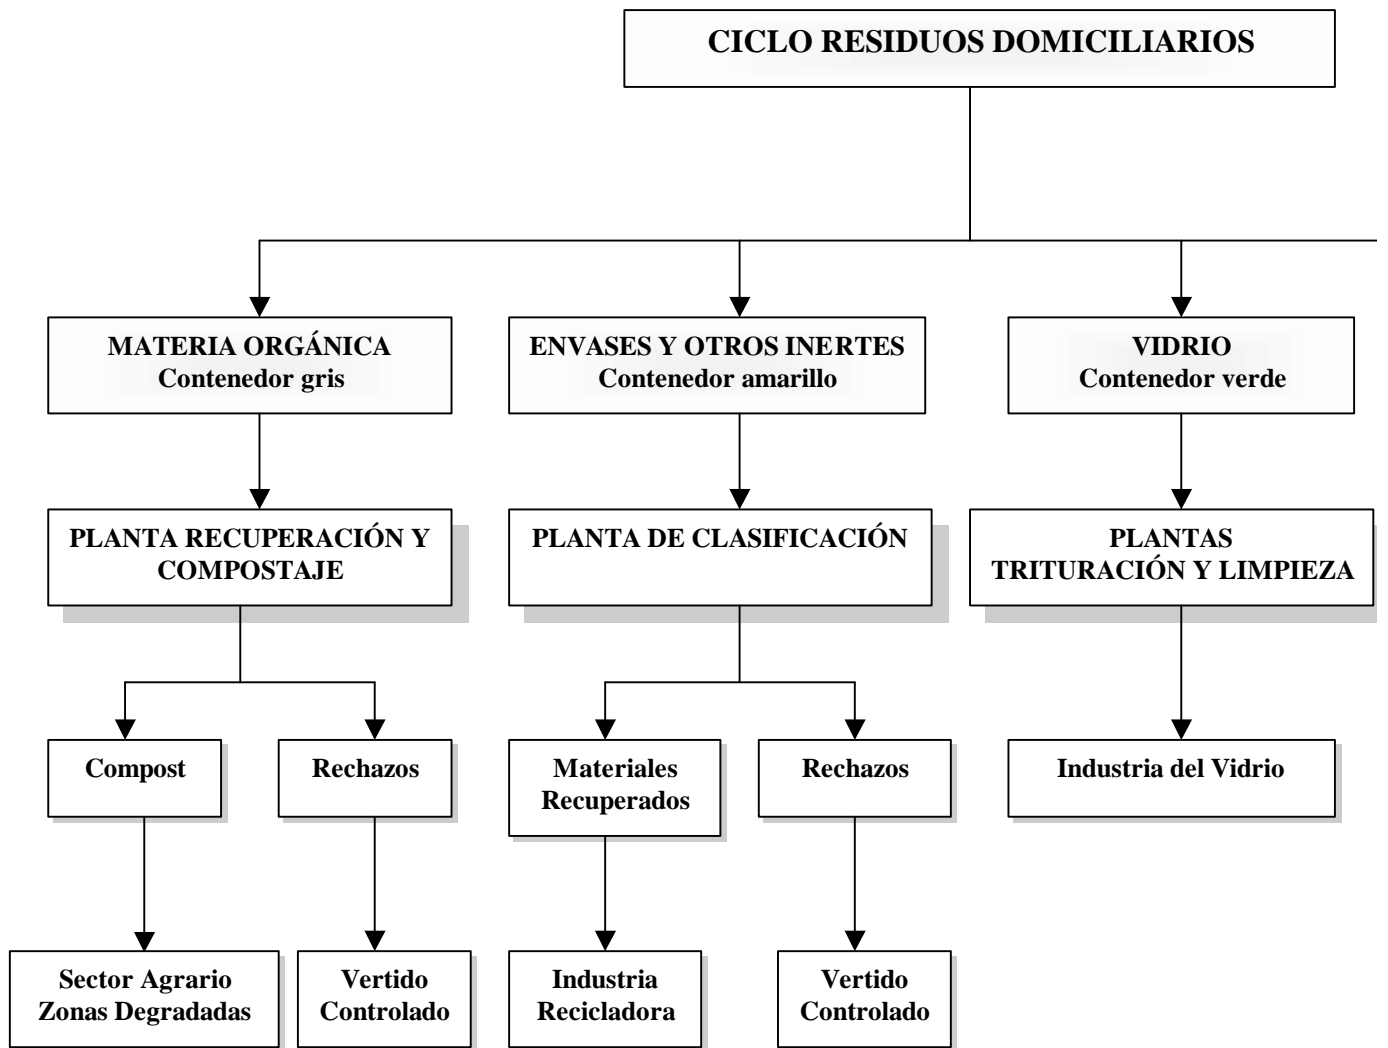 CICLO RESIDUOS DOMICILIARIOS
MATERIA ORGÁNICA
Contenedor gris
ENVASES Y OTROS INERTES
Contenedor amarillo
VIDRIO
Contenedor verde
PLANTA RECUPERACIÓN Y
COMPOSTAJE
PLANTA DE CLASIFICACIÓN
PLANTAS
TRITURACIÓN Y LIMPIEZA
Compost
Rechazos
Materiales
Recuperados
Rechazos
Industria del Vidrio
Sector Agrario
Zonas Degradadas
Vertido
Controlado
Industria
Recicladora
Vertido
Controlado